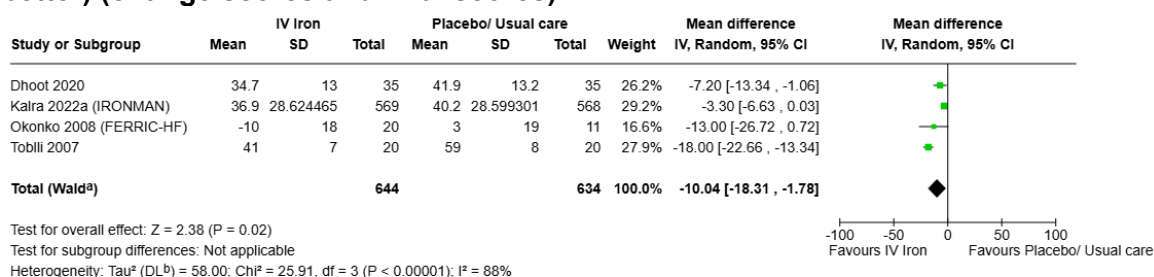 IV Iron Placebo/ Usual care Mean difference Mean difference
Study or Subgroup Mean SD Total Mean SD Total Weight IV, Random, 95% CI IV, Random, 95% CI
Dhoot 2020 34.7 13 35 41.9 13.2 35 26.2% -7.20 [-13.34 , -1.06]
Kalra 2022a (IRONMAN) 36.9 28.624465 569 40.2 28.599301 568 29.2% -3.30 [-6.63 , 0.03]
Okonko 2008 (FERRIC-HF) -10 18 20 3 19 11 16.6% -13.00 [-26.72 , 0.72]
Toblli 2007 41 7 20 59 8 20 27.9% -18.00 [-22.66 , -13.34]
Total (Waldᵃ) 644 634 100.0% -10.04 [-18.31 , -1.78]
Test for overall effect: Z = 2.38 (P = 0.02)
-100 -50 0 50 100
Test for subgroup differences: Not applicable
Favours IV Iron Favours Placebo/ Usual care
Heterogeneity: Tau² (DLᵇ) = 58.00; Chi² = 25.91, df = 3 (P < 0.00001); I² = 88%